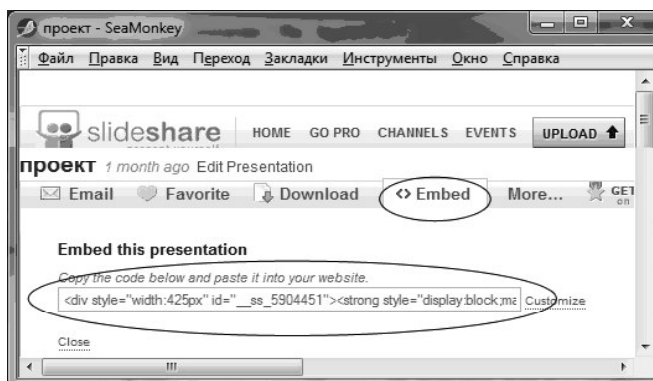 проект - SeaMonkey
Файл Правка Вид Переход Закладки Инструменты Окно Справка
slideshare HOME GO PRO CHANNELS EVENTS UPLOAD
проект 1 month ago Edit Presentation
Email Favorite Download <> Embed More... GET
on
Embed this presentation
Copy the code below and paste it into your website.
<div style="width:425px" id="__ss_5904451"><strong style="display:block;ma Customize
Close